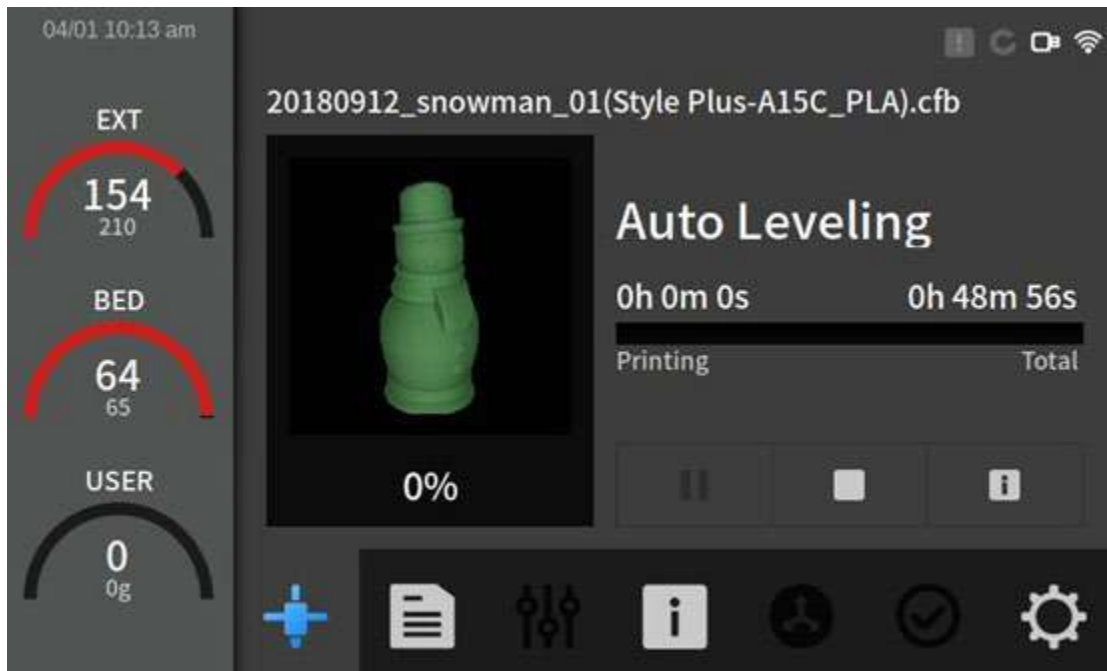 04/01 10:13 am
20180912_snowman_01(Style Plus-A15C_PLA).cfb
EXT
154
210
BED
64
65
USER
0
0g
0%
Auto Leveling
0h 0m 0s 0h 48m 56s
Printing Total